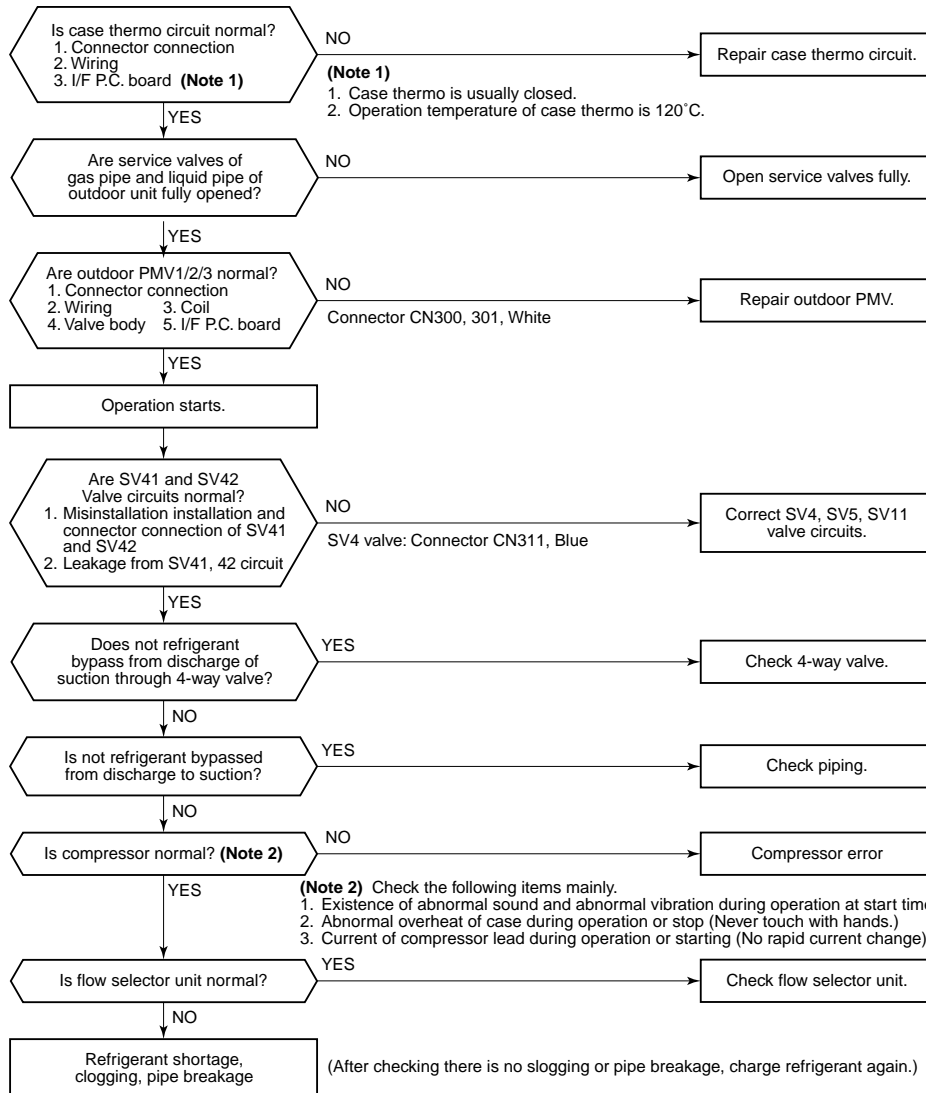 Is case thermo circuit normal?
1. Connector connection
2. Wiring
3. I/F P.C. board (Note 1)
NO
Repair case thermo circuit.
(Note 1)
1. Case thermo is usually closed.
2. Operation temperature of case thermo is 120˚C.
YES
Are service valves of
gas pipe and liquid pipe of
outdoor unit fully opened?
NO
Open service valves fully.
YES
Are outdoor PMV1/2/3 normal?
1. Connector connection
2. Wiring 3. Coil
4. Valve body 5. I/F P.C. board
NO
Connector CN300, 301, White
Repair outdoor PMV.
YES
Operation starts.
Are SV41 and SV42
Valve circuits normal?
1. Misinstallation installation and
connector connection of SV41
and SV42
2. Leakage from SV41, 42 circuit
NO
SV4 valve: Connector CN311, Blue
Correct SV4, SV5, SV11
valve circuits.
YES
Does not refrigerant
bypass from discharge of
suction through 4-way valve?
YES
Check 4-way valve.
NO
Is not refrigerant bypassed
from discharge to suction?
YES
Check piping.
NO
Is compressor normal? (Note 2)
NO
Compressor error
YES
(Note 2) Check the following items mainly.
1. Existence of abnormal sound and abnormal vibration during operation at start time
2. Abnormal overheat of case during operation or stop (Never touch with hands.)
3. Current of compressor lead during operation or starting (No rapid current change)
Is flow selector unit normal?
YES
Check flow selector unit.
NO
Refrigerant shortage,
clogging, pipe breakage
(After checking there is no slogging or pipe breakage, charge refrigerant again.)